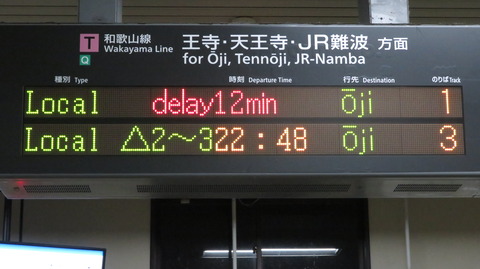 T 和歌山線 王寺・天王寺・JR難波 方面
Q Wakayama Line for Ōji, Tennōji, JR-Namba
種別 Type 時刻 Departure Time 行先 Destination のりば Track
Local delay12min ōji 1
Local △2～322:48 ōji 3